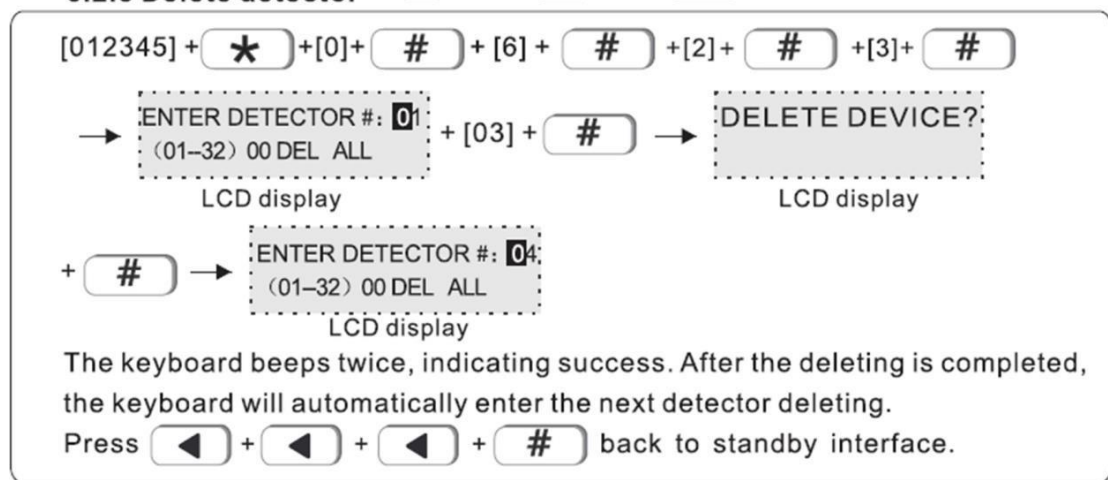 [012345] + * +[0]+ # + [6] + # +[2]+ # +[3]+ #
ENTER DETECTOR #: 01 + [03] + # DELETE DEVICE?
(01–32) 00 DEL ALL
LCD display LCD display
+ # ENTER DETECTOR #: 04
(01–32) 00 DEL ALL
LCD display
The keyboard beeps twice, indicating success. After the deleting is completed,
the keyboard will automatically enter the next detector deleting.
Press ◀ + ◀ + ◀ + # back to standby interface.